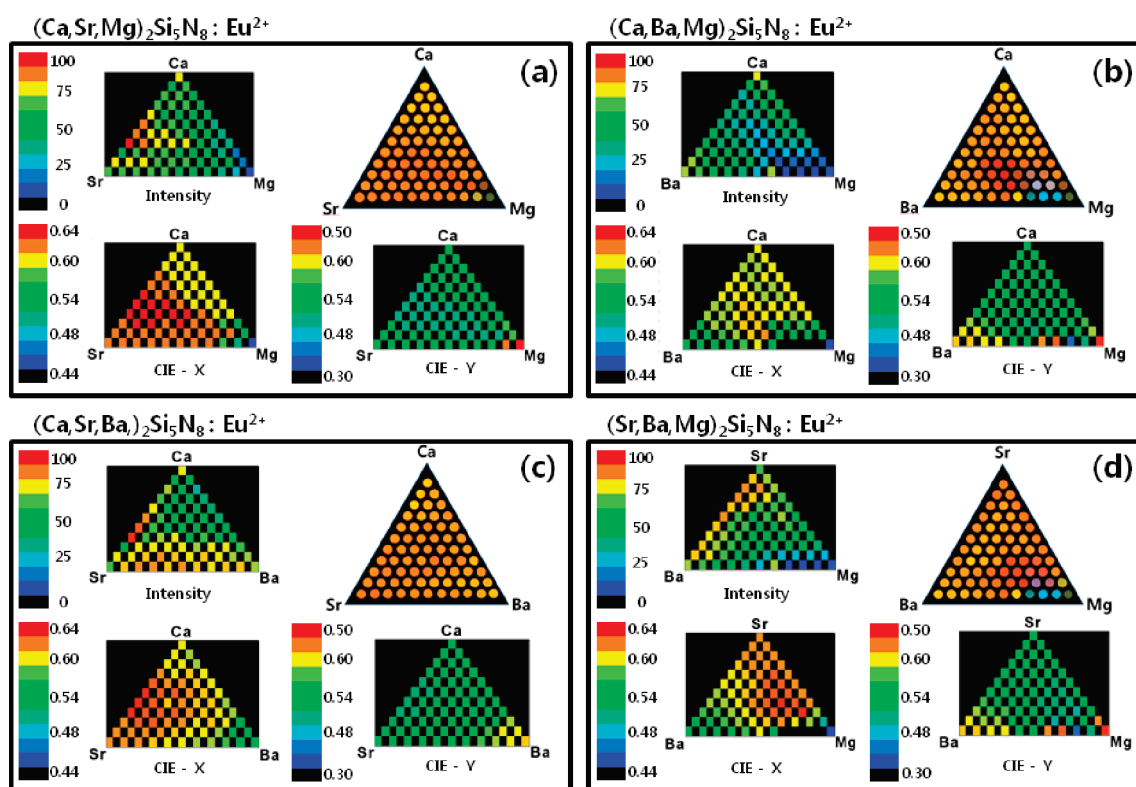 (Ca,Sr,Mg)₂Si₅N₈ : Eu²⁺
(a)
100
75
50
25
0
Ca
Sr
Mg
Intensity
Ca
Sr
Mg
0.64
0.60
0.54
0.48
0.44
Ca
Sr
Mg
CIE - X
0.50
0.60
0.54
0.48
0.30
Ca
Sr
Mg
CIE - Y
(Ca,Ba,Mg)₂Si₅N₈ : Eu²⁺
(b)
100
75
50
25
0
Ca
Ba
Mg
Intensity
Ca
Ba
Mg
0.64
0.60
0.54
0.48
0.44
Ca
Ba
Mg
CIE - X
0.50
0.60
0.54
0.48
0.30
Ca
Ba
Mg
CIE - Y
(Ca,Sr,Ba,)₂Si₅N₈ : Eu²⁺
(c)
100
75
50
25
0
Ca
Sr
Ba
Intensity
Ca
Sr
Ba
0.64
0.60
0.54
0.48
0.44
Ca
Sr
Ba
CIE - X
0.50
0.60
0.54
0.48
0.30
Ca
Sr
Ba
CIE - Y
(Sr,Ba,Mg)₂Si₅N₈ : Eu²⁺
(d)
100
75
50
25
0
Sr
Ba
Mg
Intensity
Sr
Ba
Mg
0.64
0.60
0.54
0.48
0.44
Sr
Ba
Mg
CIE - X
0.50
0.60
0.54
0.48
0.30
Sr
Ba
Mg
CIE - Y